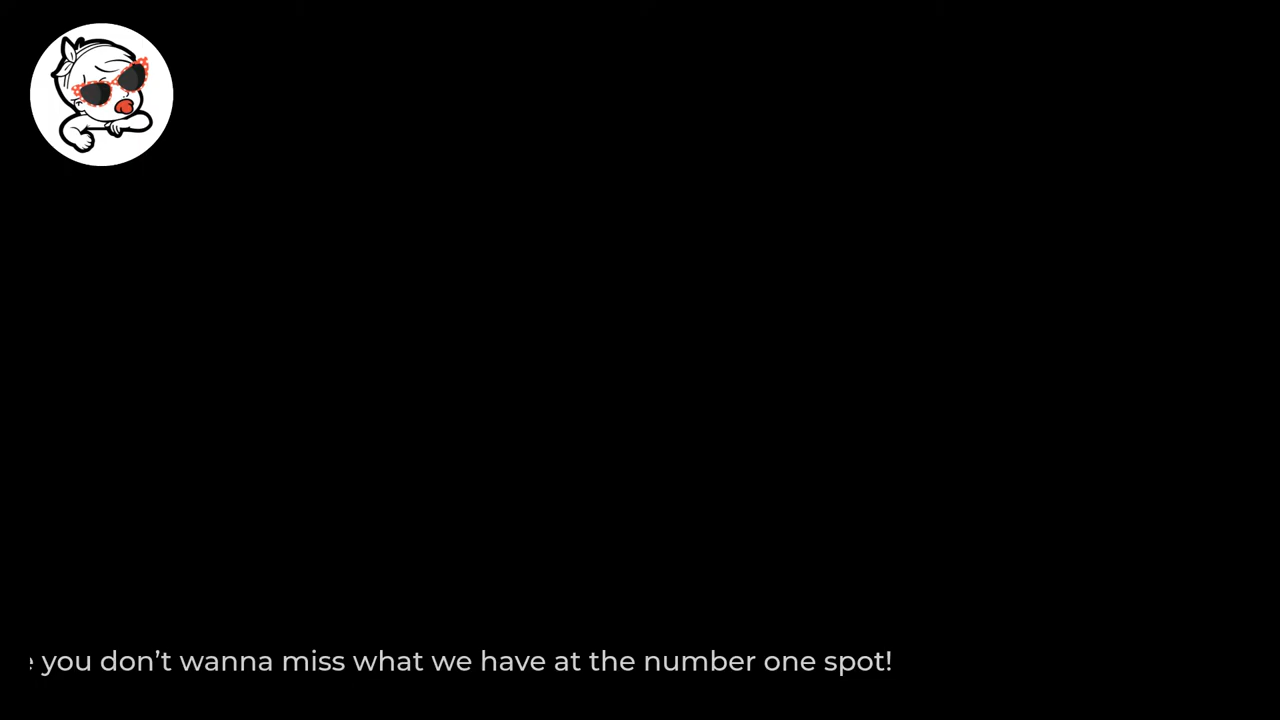 you don’t wanna miss what we have at the number one spot!